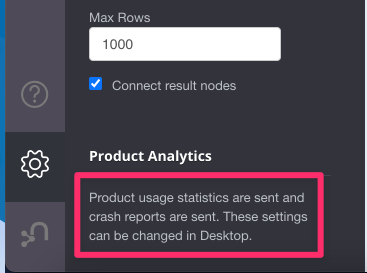 Max Rows
1000
Connect result nodes
Product Analytics
Product usage statistics are sent and
crash reports are sent. These settings
can be changed in Desktop.